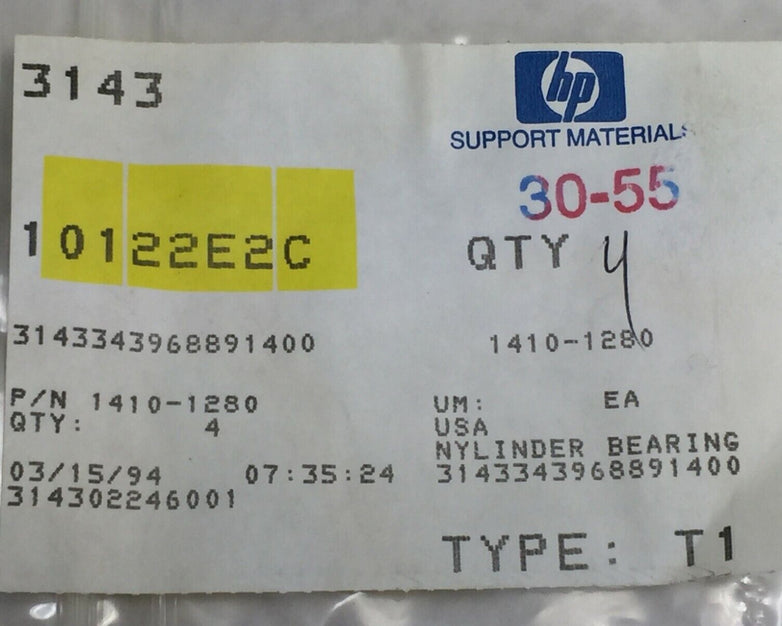 3143
hp
SUPPORT MATERIALS
30-55
10122E2C
QTY 4
3143343968891400
1410-1280
P/N 1410-1280
QTY: 4
UM: EA
USA
NYLINDER BEARING
03/15/94 07:35:24
3143343968891400
314302246001
TYPE: T1